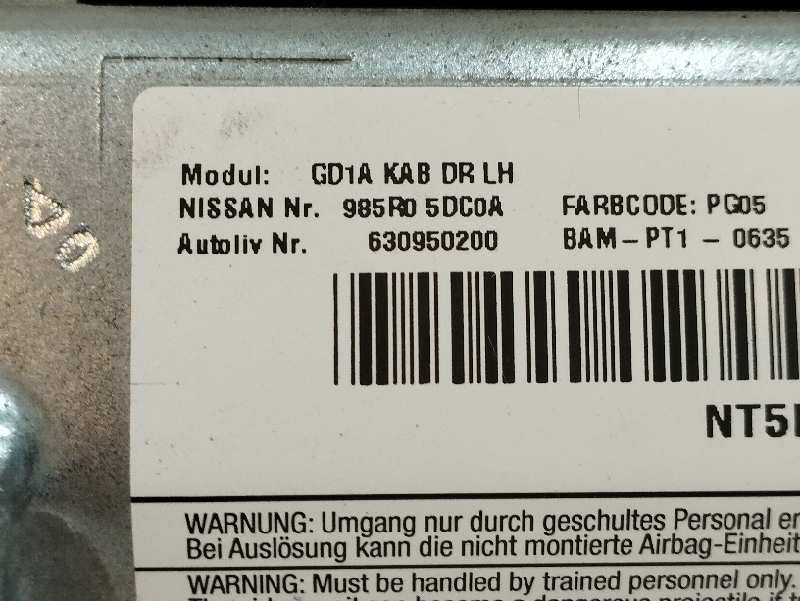 Modul: GD1A KAB DR LH
NISSAN Nr. 985R0 5DC0A FARBCODE: PG05
Autoliv Nr. 630950200 BAM-PT1 - 0635
NT5
WARNUNG: Umgang nur durch geschultes Personal
Bei Auslösung kann die nicht montierte Airbag-Einheit
WARNING: Must be handled by trained personnel only.